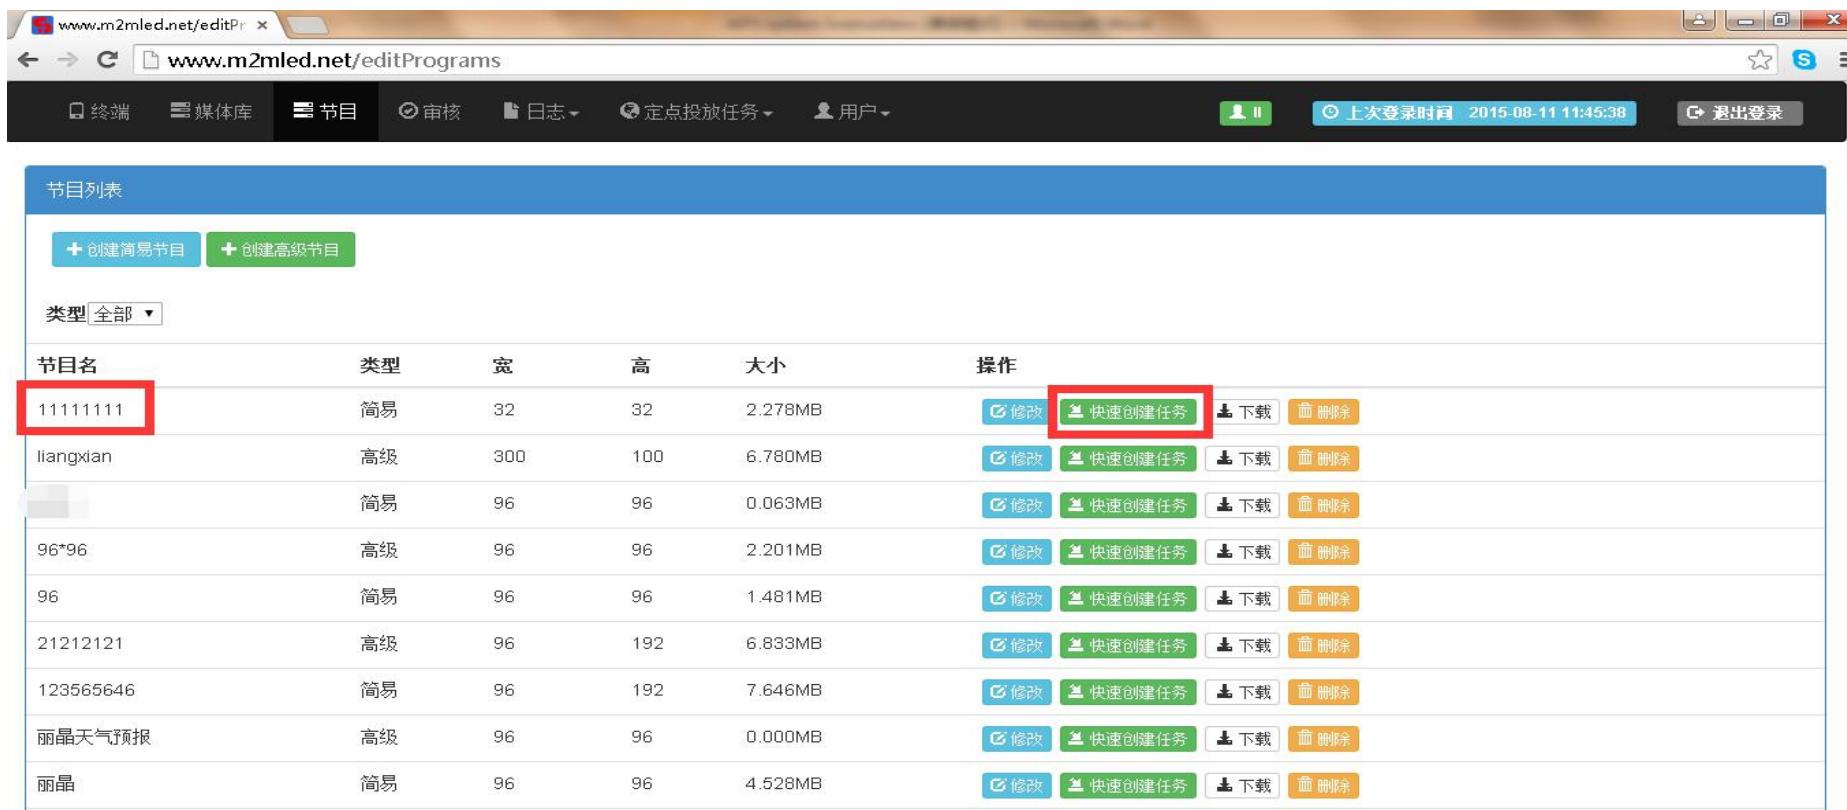 www.m2mled.net/editPr ×
www.m2mled.net/editPrograms
终端 媒体库 节目 审核 日志 定点投放任务 用户 II 上次登录时间 2015-08-11 11:45:38 退出登录
节目列表
创建简易节目 创建高级节目
类型 全部
节目名 类型 宽 高 大小 操作
11111111 简易 32 32 2.278MB 修改 快速创建任务 下载 删除
liangxian 高级 300 100 6.780MB 修改 快速创建任务 下载 删除
简易 96 96 0.063MB 修改 快速创建任务 下载 删除
96*96 高级 96 96 2.201MB 修改 快速创建任务 下载 删除
96 简易 96 96 1.481MB 修改 快速创建任务 下载 删除
21212121 高级 96 192 6.833MB 修改 快速创建任务 下载 删除
123565646 简易 96 192 7.646MB 修改 快速创建任务 下载 删除
丽晶天气预报 高级 96 96 0.000MB 修改 快速创建任务 下载 删除
丽晶 简易 96 96 4.528MB 修改 快速创建任务 下载 删除